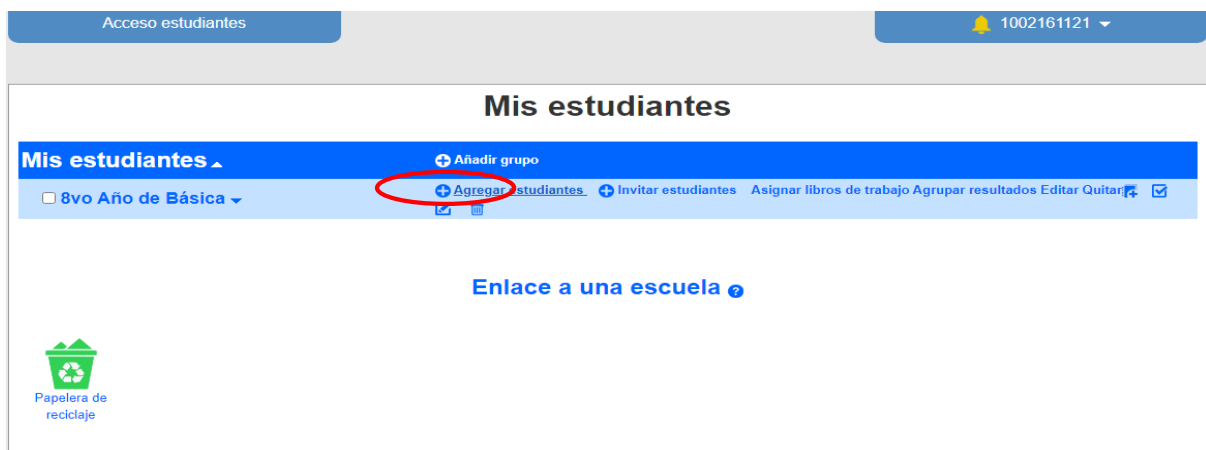 Acceso estudiantes
1002161121
Mis estudiantes
Mis estudiantes
Añadir grupo
8vo Año de Básica
Agregar estudiantes Invitar estudiantes Asignar libros de trabajo Agrupar resultados Editar Quitar
Enlace a una escuela ?
Papelera de
reciclaje